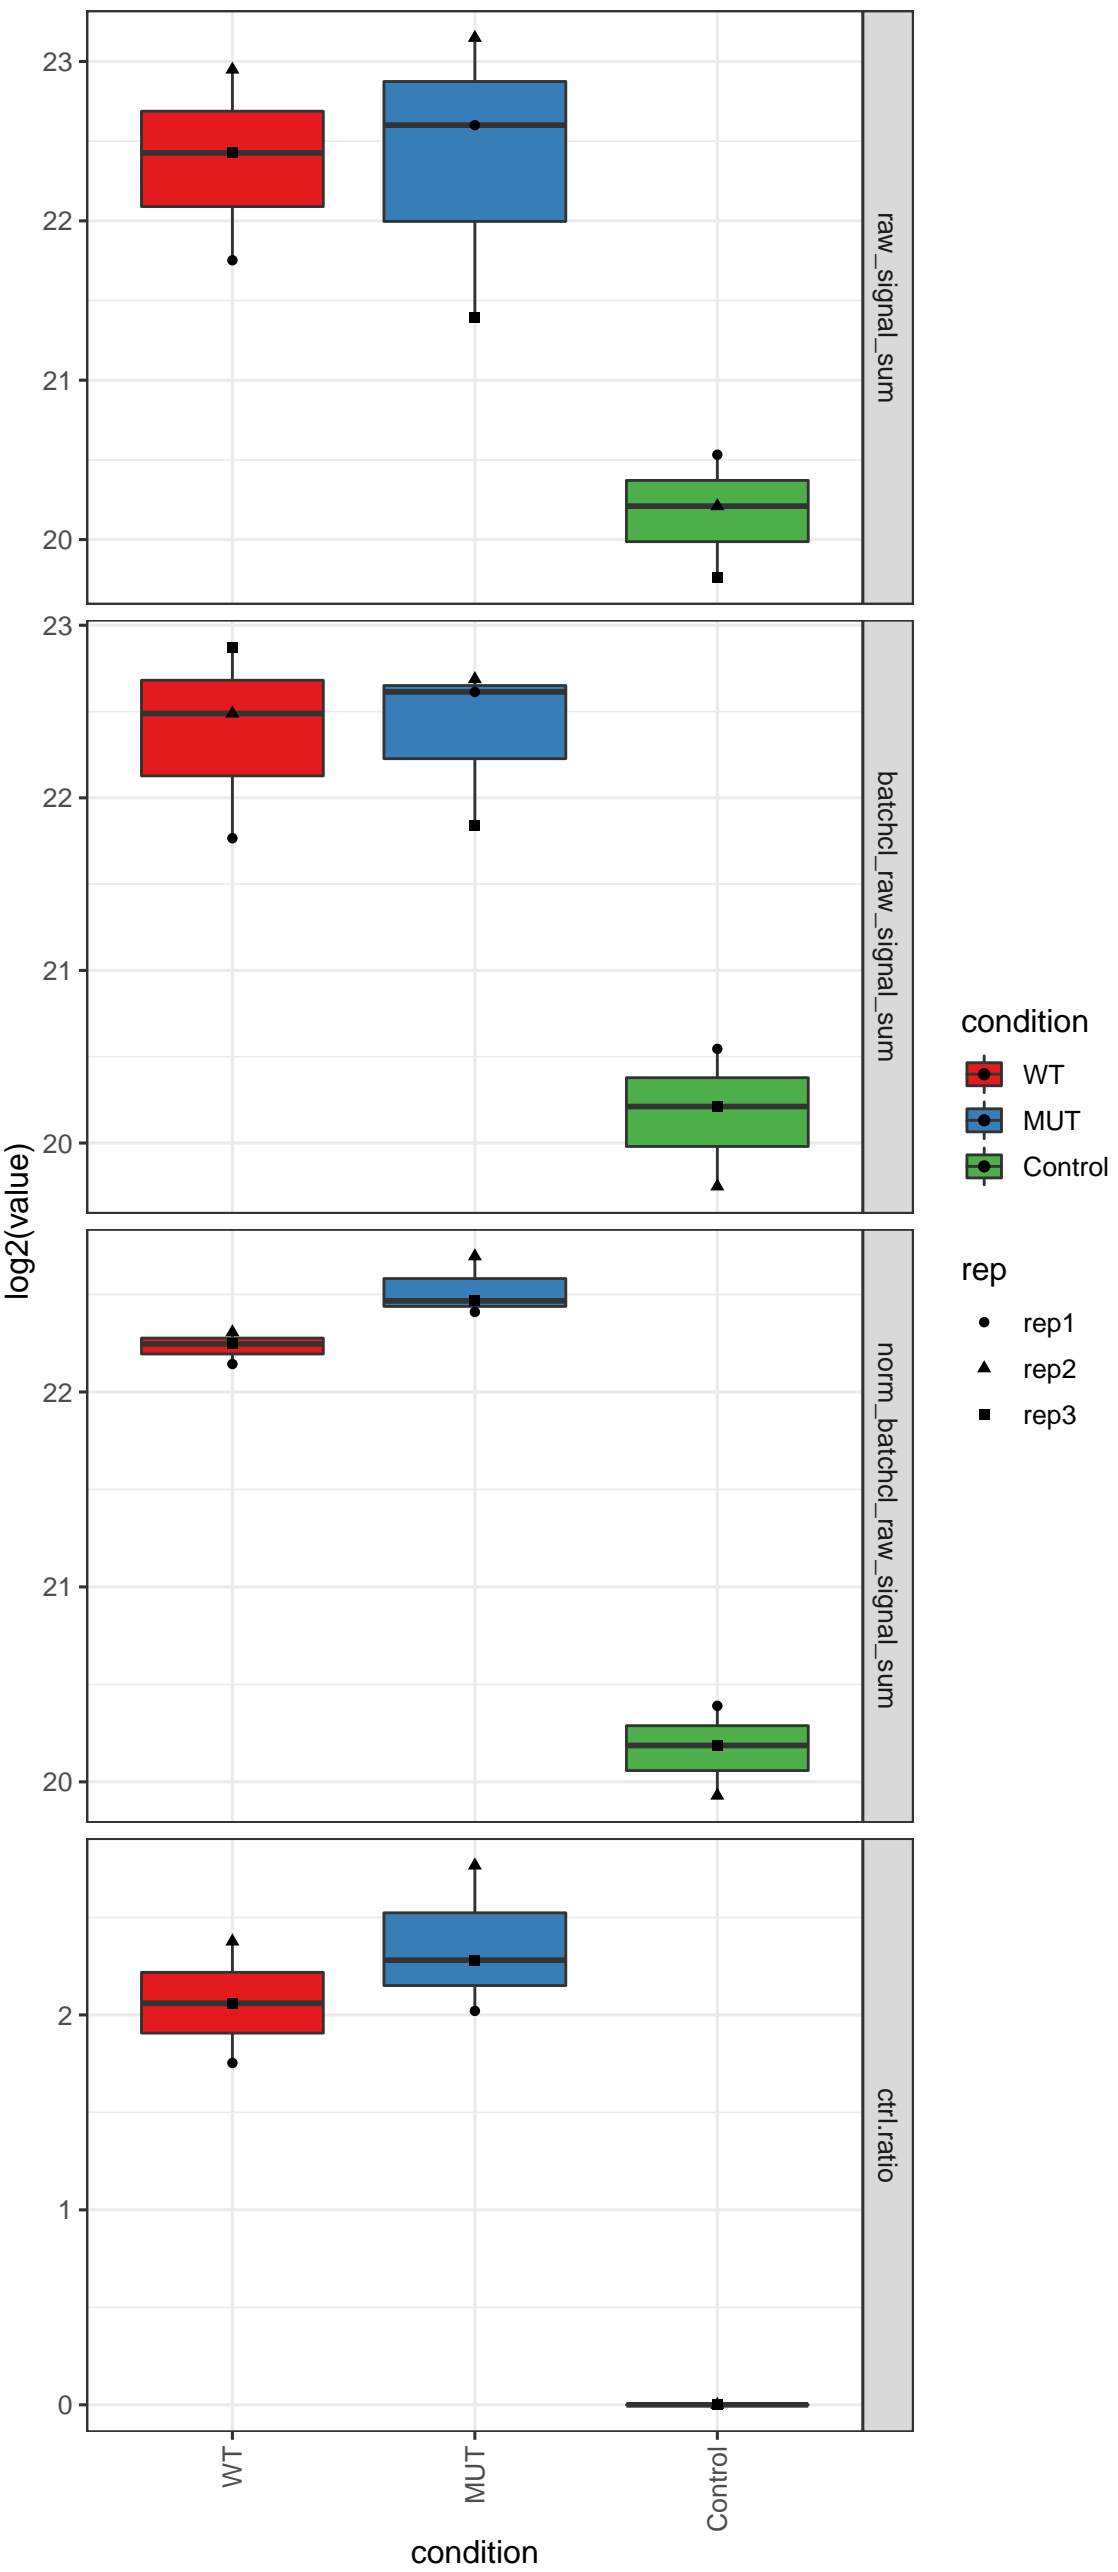 log2(value)
23
22
21
20
raw_signal_sum
23
22
21
20
batchcl_raw_signal_sum
22
21
20
norm_batchcl_raw_signal_sum
2
1
0
ctrl.ratio
WT
MUT
Control
condition
condition
WT
MUT
Control
rep
rep1
rep2
rep3